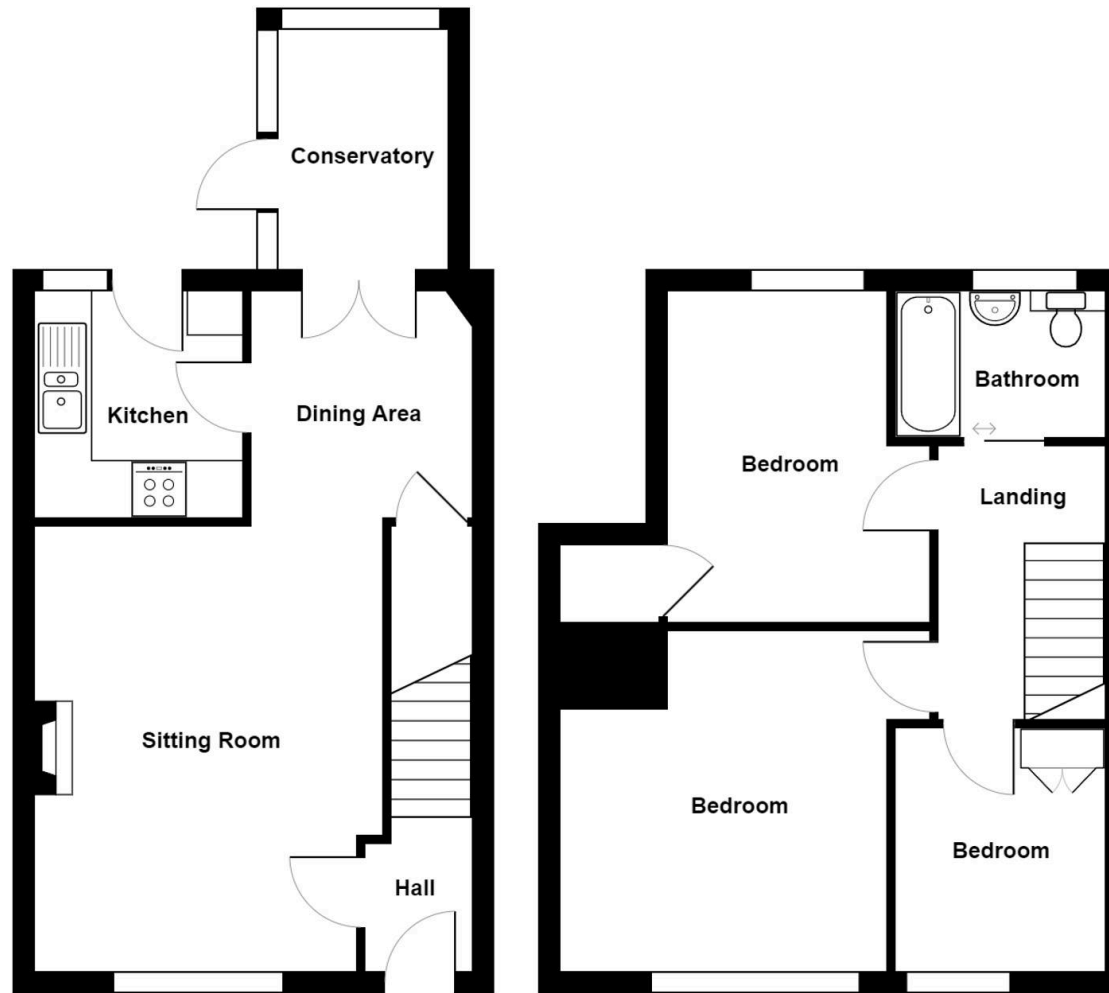 Conservatory
Kitchen
Dining Area
Sitting Room
Hall
Bathroom
Bedroom
Landing
Bedroom
Bedroom